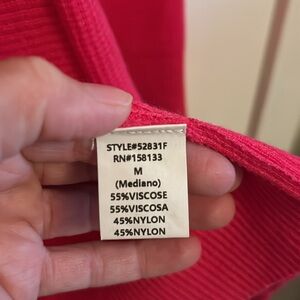 STYLE#52831F
RN#158133
M
(Mediano)
55%VISCOSE
55%VISCOSA
45%NYLON
45%NYLON